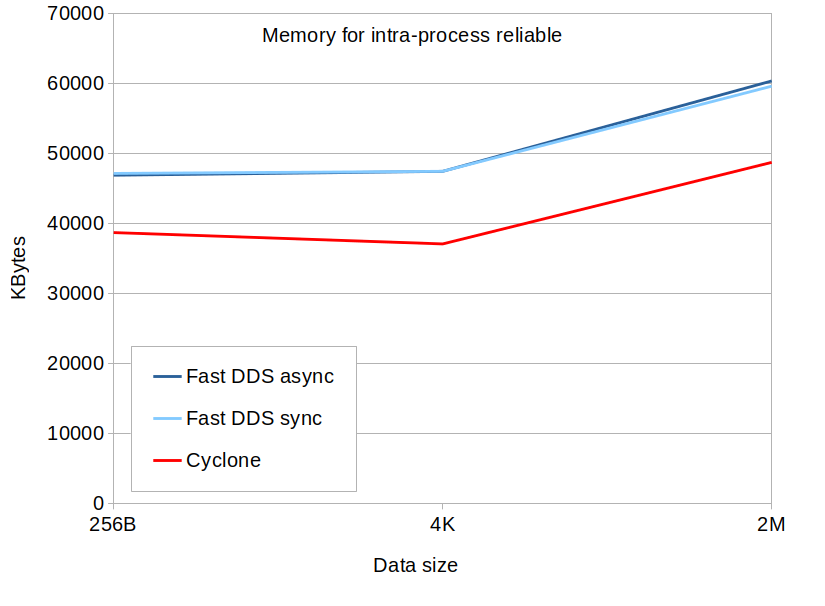 Memory for intra-process reliable
70000
60000
50000
40000
30000
20000
10000
0
KBytes
Fast DDS async
Fast DDS sync
Cyclone
256B 4K 2M
Data size